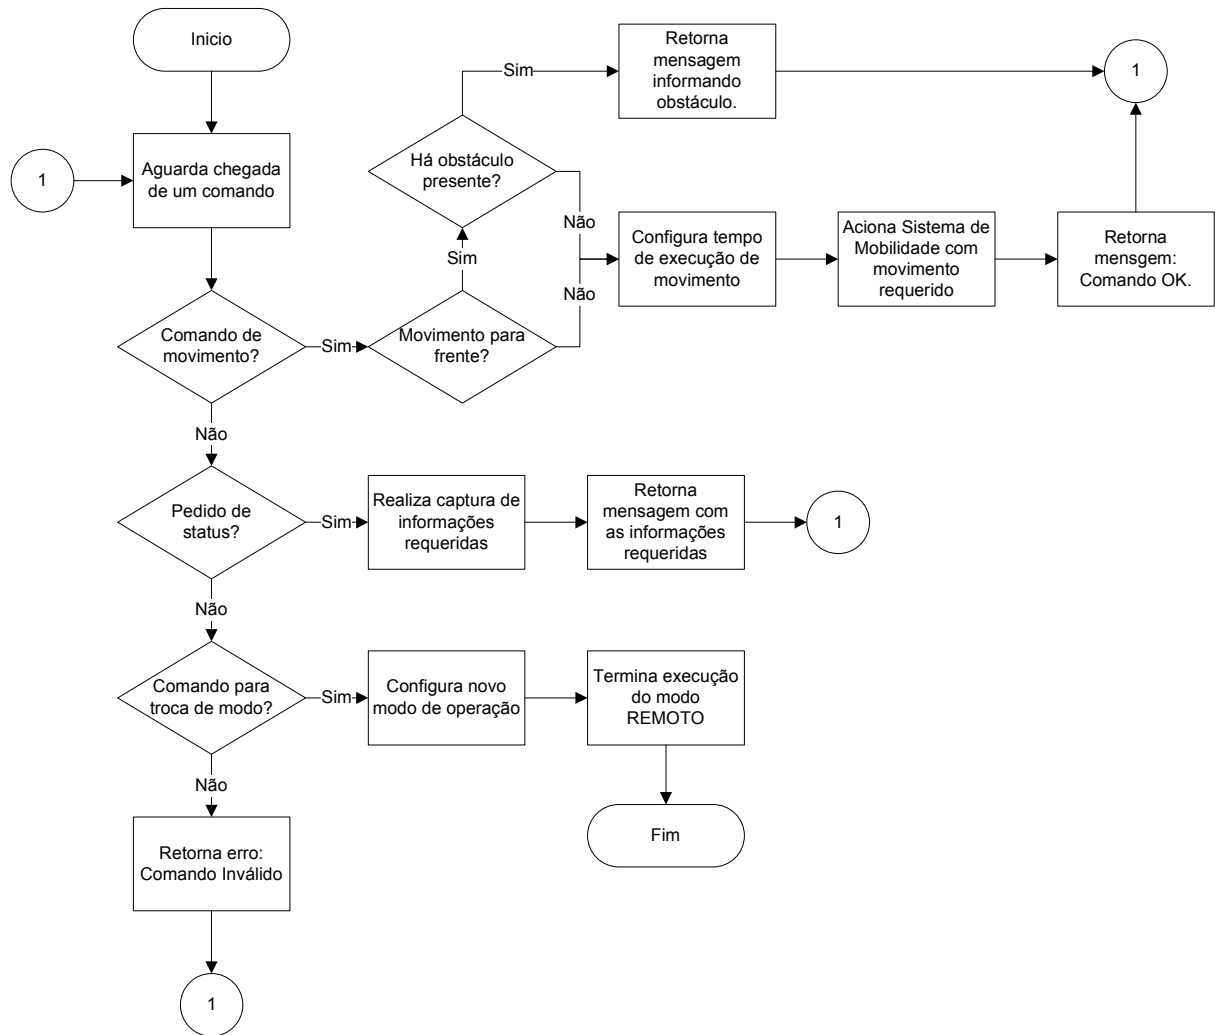 Inicio
Retorna
mensagem
informando
obstáculo.
1
Sim
Há obstáculo
presente?
Aguarda chegada
de um comando
1
Não
Configura tempo
de execução de
movimento
Aciona Sistema de
Mobilidade com
movimento
requerido
Retorna
mensgem:
Comando OK.
Sim
Não
Comando de
movimento?
Sim
Movimento para
frente?
Não
Pedido de
status?
Sim
Realiza captura de
informações
requeridas
Retorna
mensagem com
as informações
requeridas
1
Não
Comando para
troca de modo?
Sim
Configura novo
modo de operação
Termina execução
do modo
REMOTO
Não
Fim
Retorna erro:
Comando Inválido
1